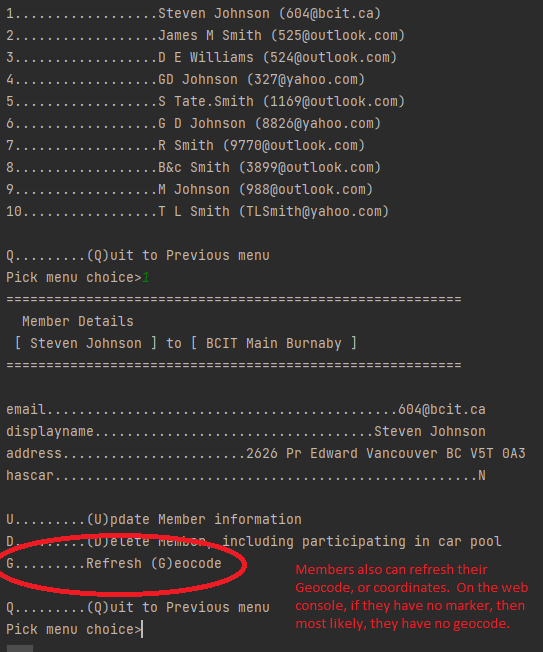 1..................Steven Johnson (604@bcit.ca)
2..................James M Smith (525@outlook.com)
3..................D E Williams (524@outlook.com)
4..................GD Johnson (327@yahoo.com)
5..................S Tate.Smith (1169@outlook.com)
6..................G D Johnson (8826@yahoo.com)
7..................R Smith (9770@outlook.com)
8..................B&c Smith (3899@outlook.com)
9..................M Johnson (988@outlook.com)
10.................T L Smith (TLSmith@yahoo.com)
Q.........(Q)uit to Previous menu
Pick menu choice>1
=========================================================
Member Details
[ Steven Johnson ] to [ BCIT Main Burnaby ]
=========================================================
email............................................604@bcit.ca
displayname...................................Steven Johnson
address.......................2626 Pr Edward Vancouver BC V5T 0A3
hascar.....................................................N
U.........(U)pdate Member information
D.........(D)elete Member, including participating in car pool
G.........Refresh (G)eocode
Q.........(Q)uit to Previous menu
Pick menu choice>
Members also can refresh their
Geocode, or coordinates. On the web
console, if they have no marker, then
most likely, they have no geocode.